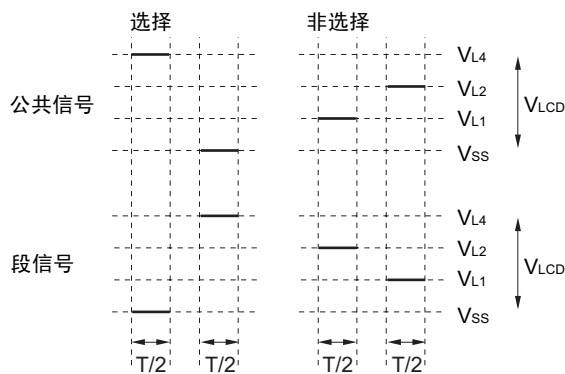 选择 非选择
VL4
VL2
公共信号 VLCD
VL1
VSS
VL4
VL2
段信号 VLCD
VL1
VSS
T/2 T/2 T/2 T/2